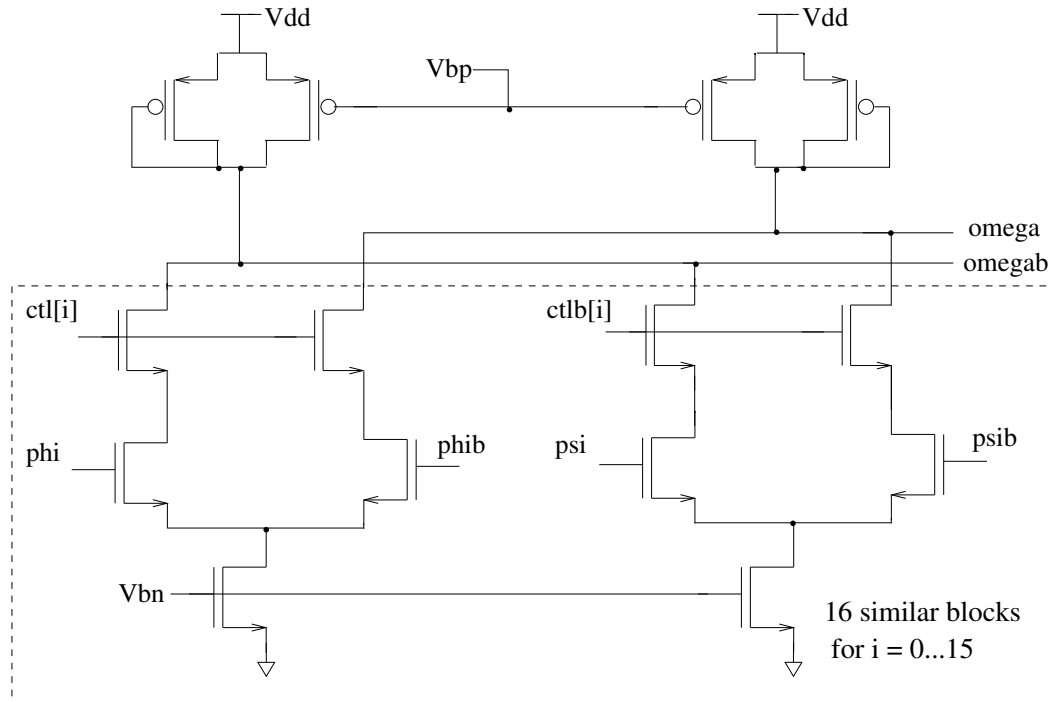 Vdd
Vdd
Vbp
omega
omegab
ctl[i]
ctlb[i]
phi
phib
psi
psib
Vbn
16 similar blocks
for i = 0...15